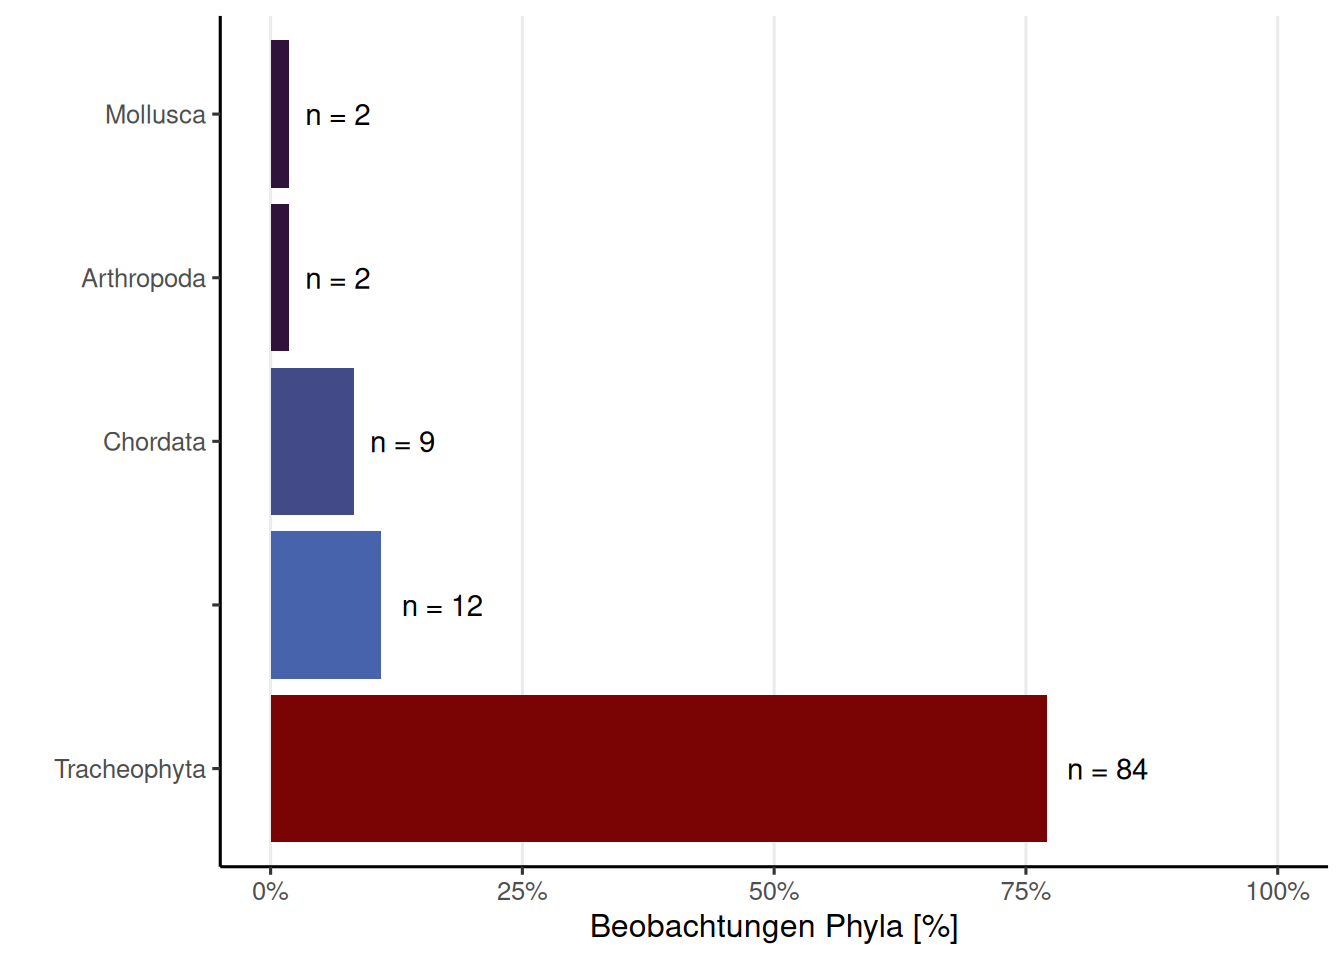 Mollusca
n = 2
Arthropoda
n = 2
Chordata
n = 9
n = 12
Tracheophyta
n = 84
0% 25% 50% 75% 100%
Beobachtungen Phyla [%]